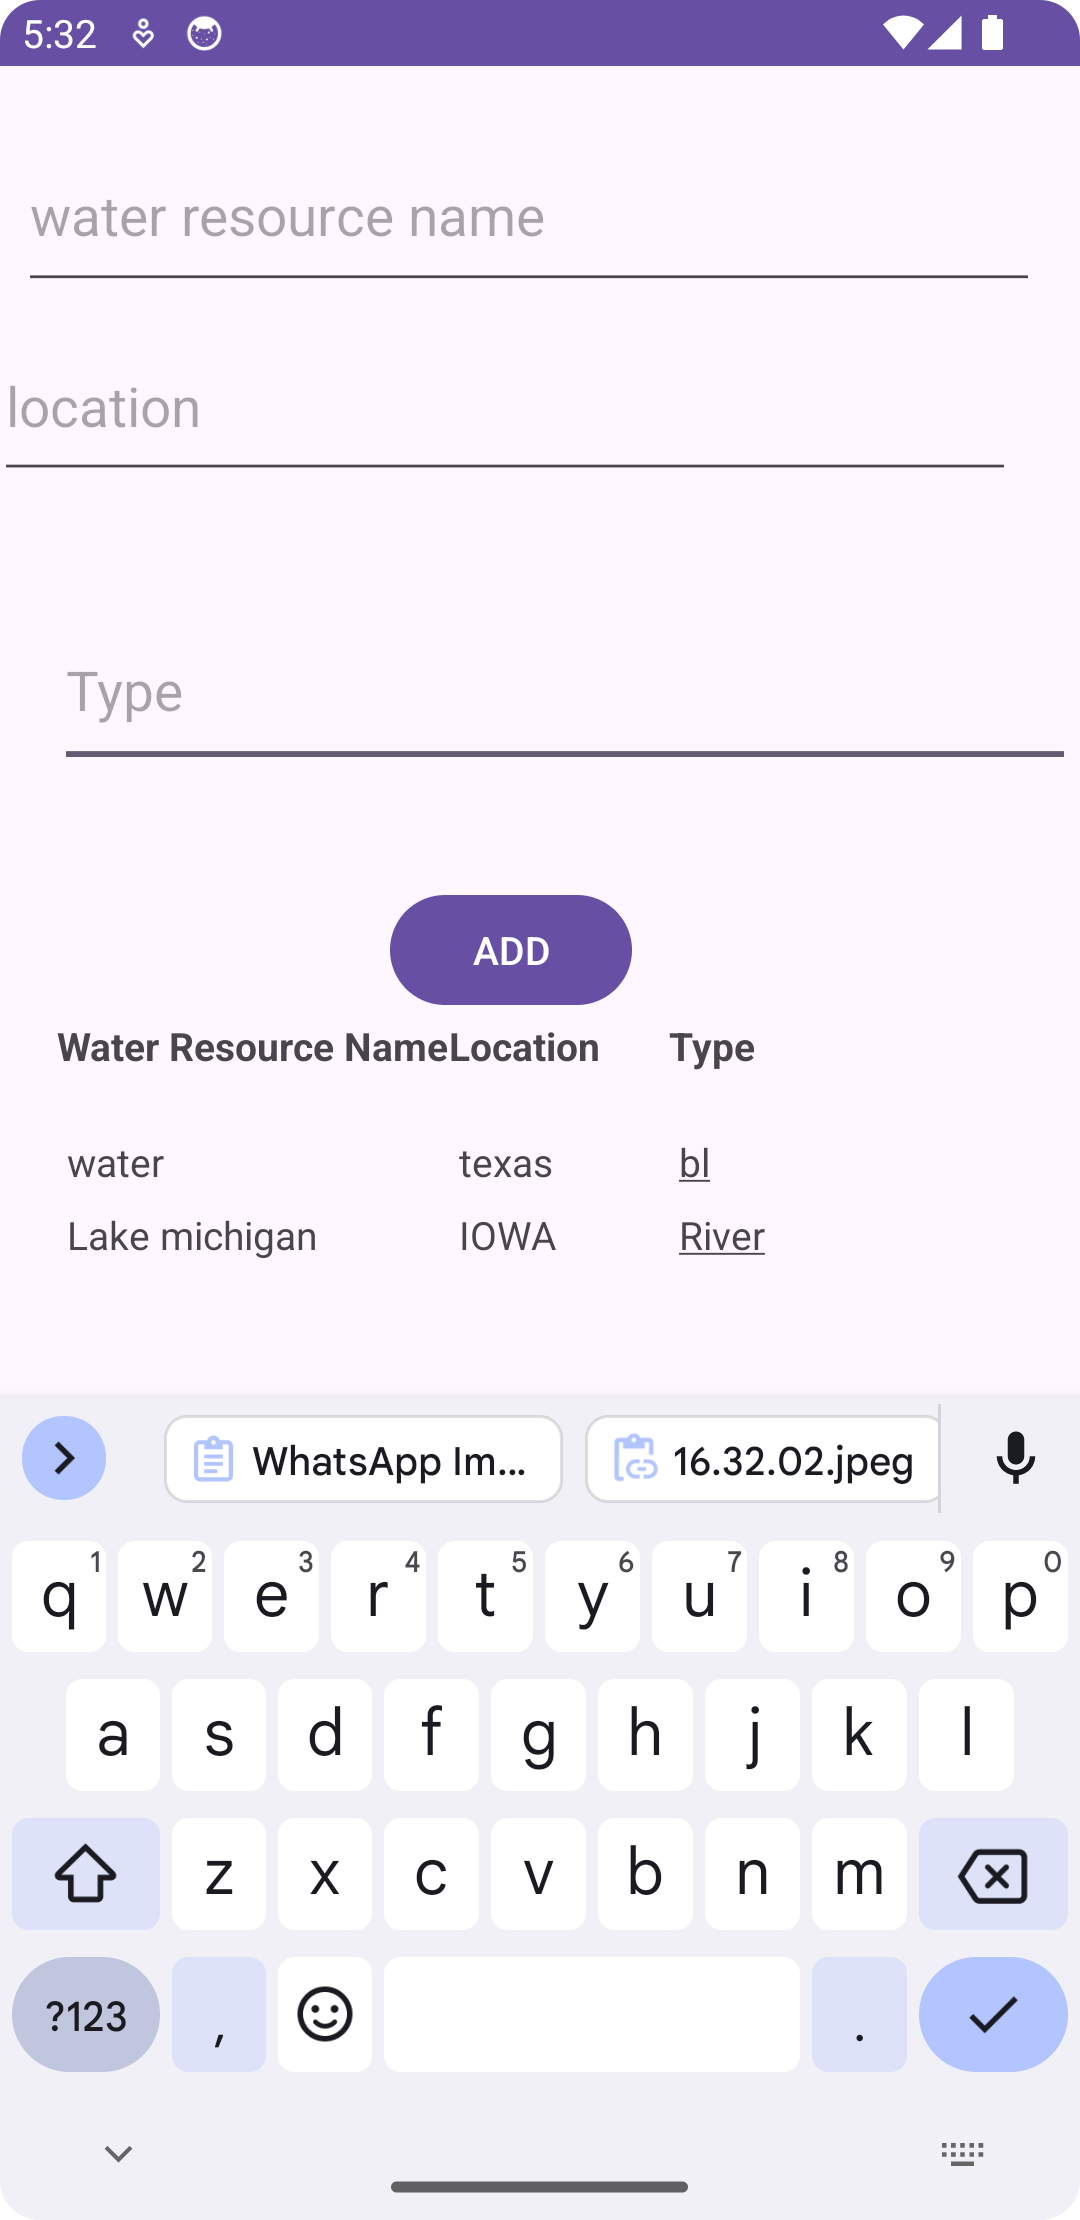 5:32
water resource name
location
Type
ADD
Water Resource Name Location Type
water texas bl
Lake michigan IOWA River
WhatsApp Im... 16.32.02.jpeg
q 1 w 2 e 3 r 4 t 5 y 6 u 7 i 8 o 9 p 0
a s d f g h j k l
z x c v b n m
?123 , .